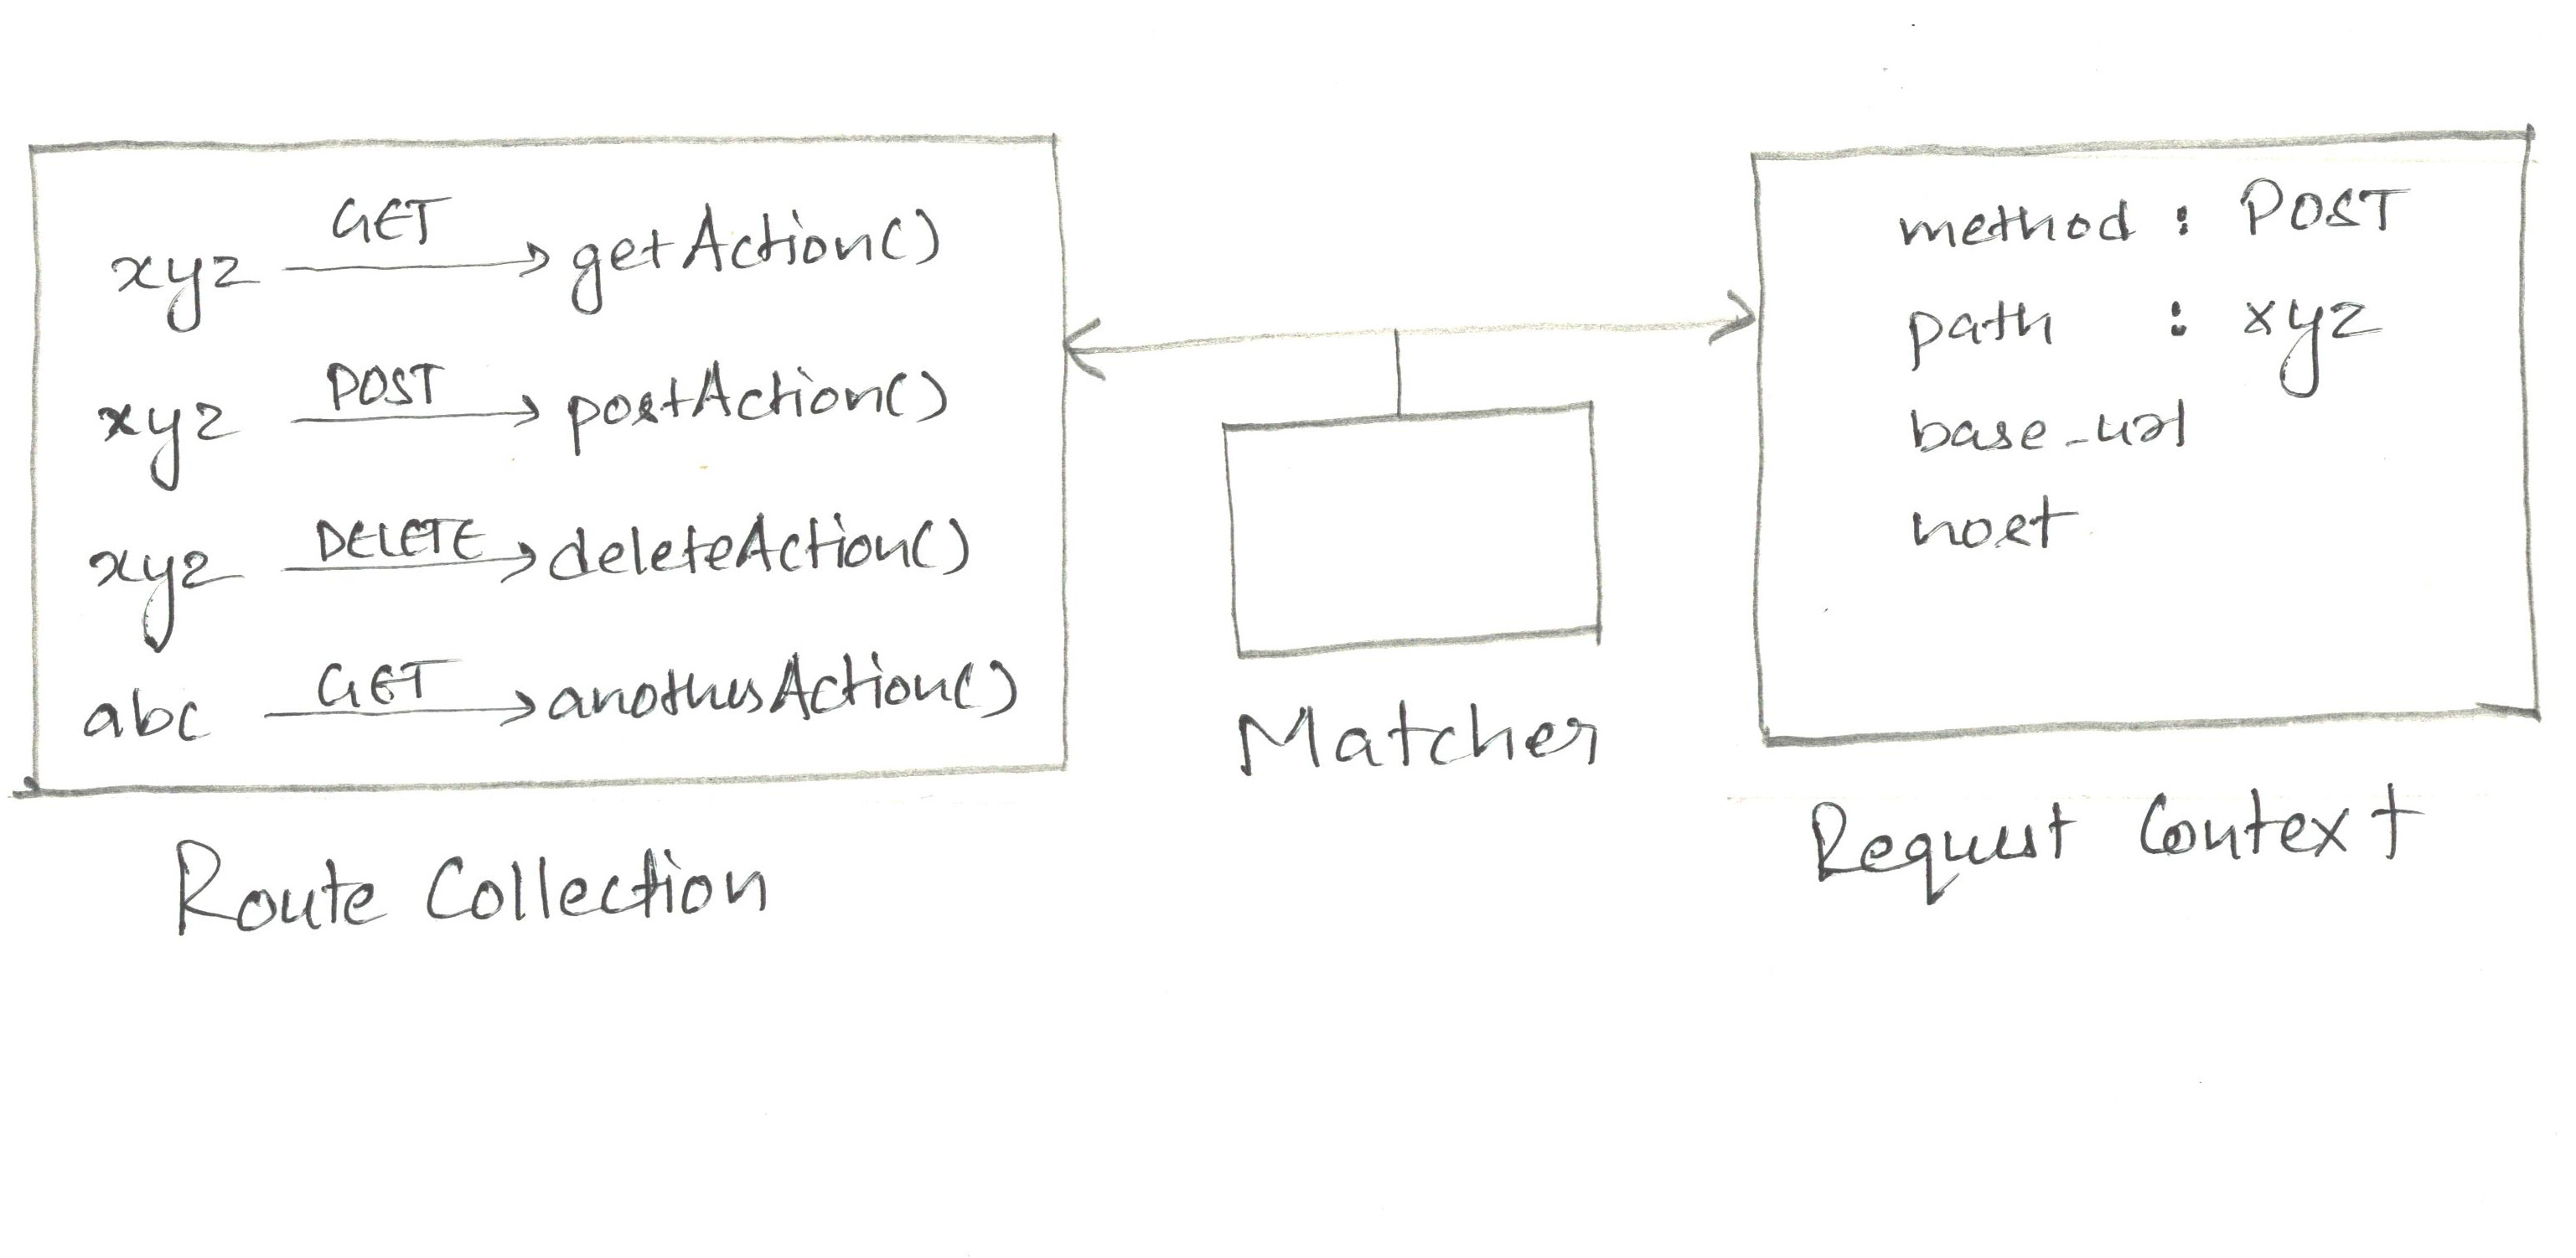 xyz GET → getAction()
xyz POST → postAction()
xyz DELETE → deleteAction()
abc GET → anotherAction()
Route Collection
Matcher
method : POST
path : xyz
base_url
host
Request Context